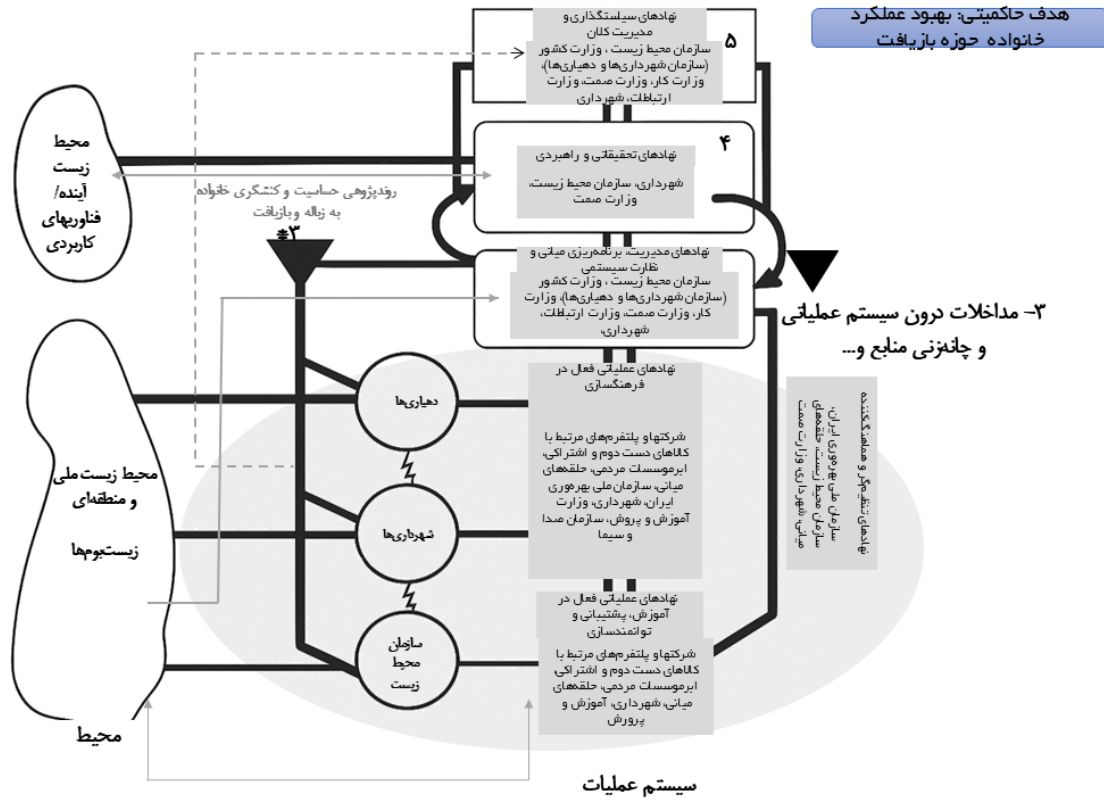 هدف حاکمیتی: بهبود عملکرد
خانواده حوزه بازیافت
۵
نهادهای سیاستگذاری و
مدیریت کلان
سازمان محیط زیست ، وزارت کشور
(سازمان شهرداری‌ها و دهیاری‌ها)،
وزارت کار، وزارت صمت، وزارت
ارتباطات، شهرداری
۴
نهادهای تحقیقاتی و راهبردی
شهرداری، سازمان محیط زیست،
وزارت صمت
محیط
زیست
آینده/
فناوریهای
کاربردی
روندپژوهی حساسیت و کنشگری خانواده
به زباله و بازیافت
۳*
نهادهای مدیریت، برنامه‌ریزی میانی و
نظارت سیستمی
سازمان محیط زیست ، وزارت کشور
(سازمان شهرداری‌ها و دهیاری‌ها)، وزارت
کار، وزارت صمت، وزارت ارتباطات،
شهرداری،
۳- مداخلات درون سیستم عملیاتی
و چانه‌زنی منابع و...
نهادهای تنظیم‌گر و هماهنگ‌کننده
سازمان ملی بهره‌وری ایران،
سازمان محیط زیست، حلقه‌های
میانی، شهرداری، وزارت صمت
نهادهای عملیاتی فعال در
فرهنگسازی
شرکتها و پلتفرم‌های مرتبط با
کالاهای دست دوم و اشتراکی،
ابرموسسات مردمی، حلقه‌های
میانی، سازمان ملی بهره‌وری
ایران، شهرداری، وزارت
آموزش و پروش، سازمان صدا
و سیما
دهیاری‌ها
شهرداری‌ها
سازمان
محیط
زیست
محیط زیست ملی
و منطقه‌ای
زیست‌بوم‌ها
نهادهای عملیاتی فعال در
آموزش، پشتیبانی و
توانمندسازی
شرکتها و پلتفرم‌های مرتبط با
کالاهای دست دوم و اشتراکی،
ابرموسسات مردمی، حلقه‌های
میانی، شهرداری، آموزش و
پرورش
محیط
سیستم عملیات